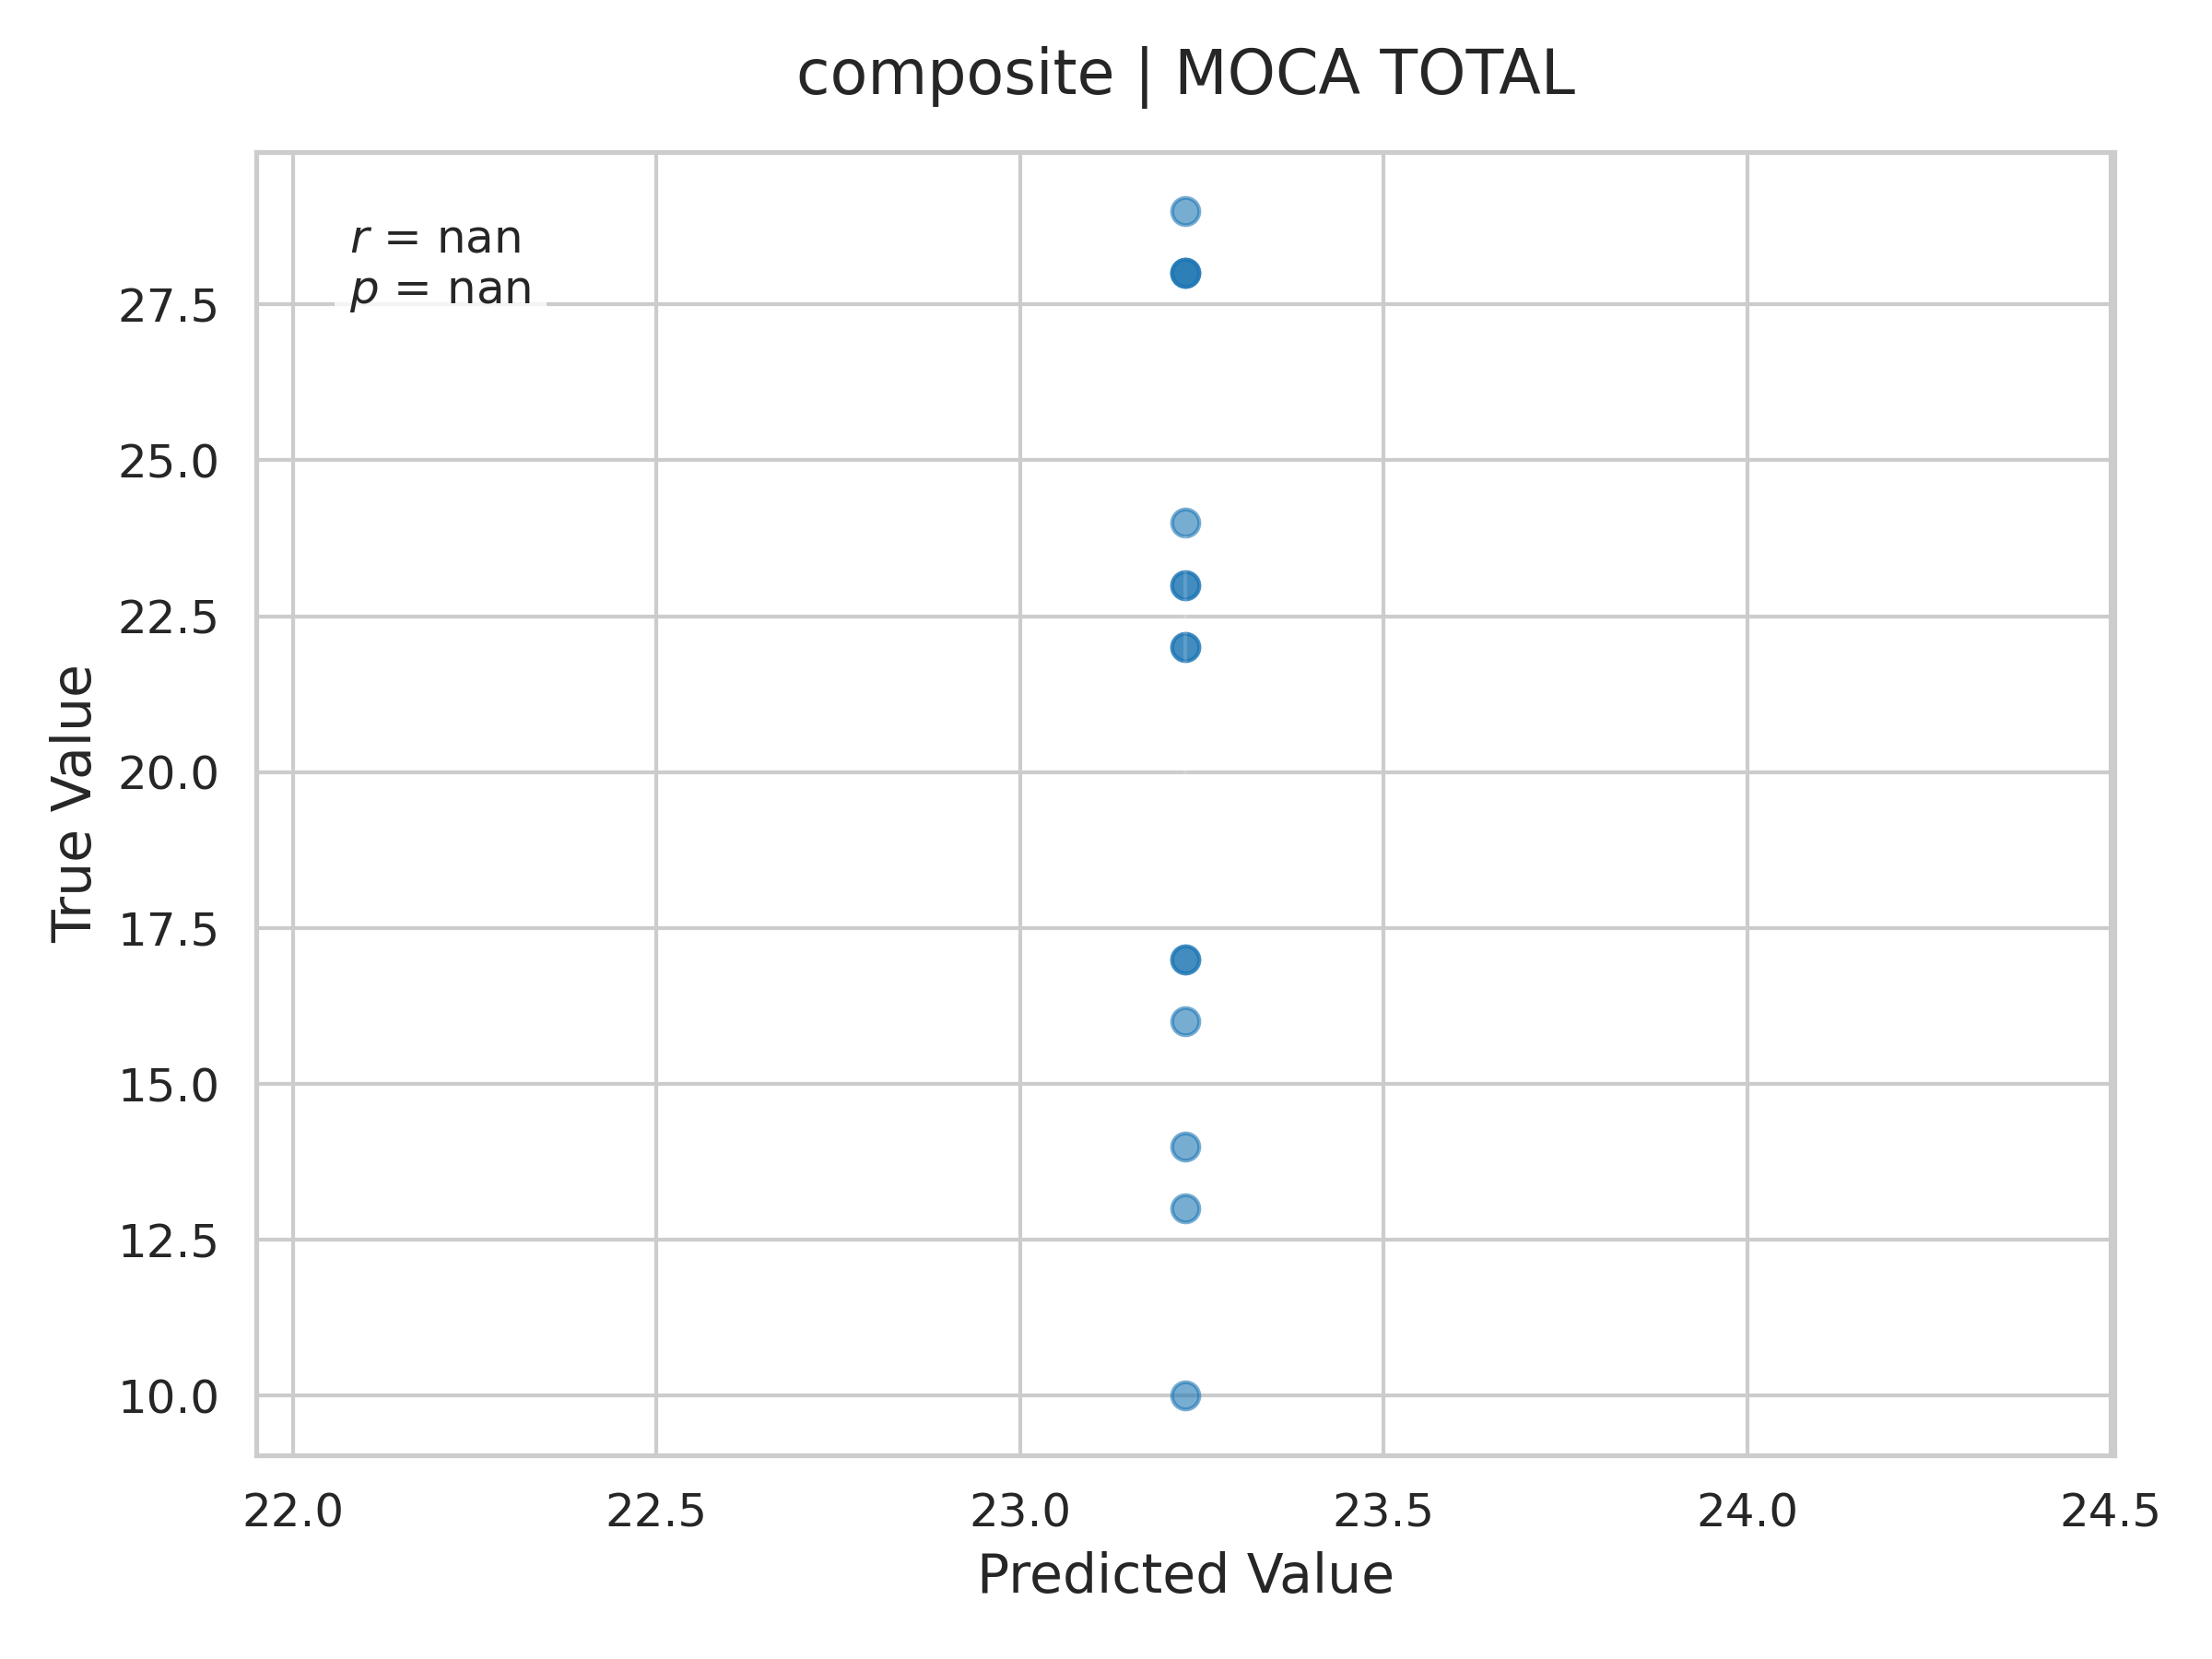 composite | MOCA TOTAL
r = nan
p = nan
27.5
25.0
22.5
20.0
17.5
15.0
12.5
10.0
True Value
22.0 22.5 23.0 23.5 24.0 24.5
Predicted Value